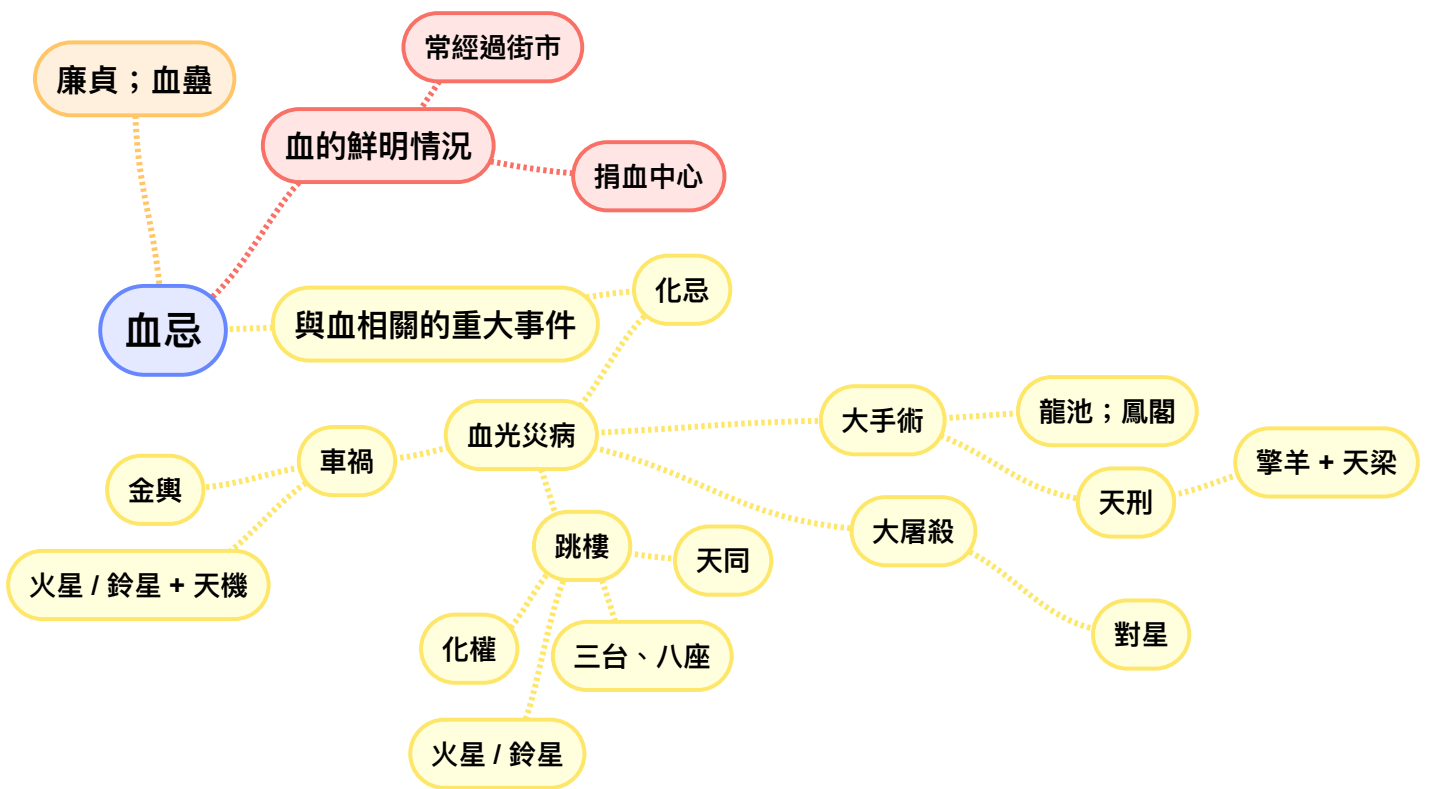 常經過街市
廉貞；血蠱
血的鮮明情況
捐血中心
化忌
血忌
與血相關的重大事件
龍池；鳳閣
大手術
血光災病
車禍
擎羊 + 天梁
金輿
天刑
大屠殺
跳樓
天同
火星 / 鈴星 + 天機
對星
化權
三台、八座
火星 / 鈴星